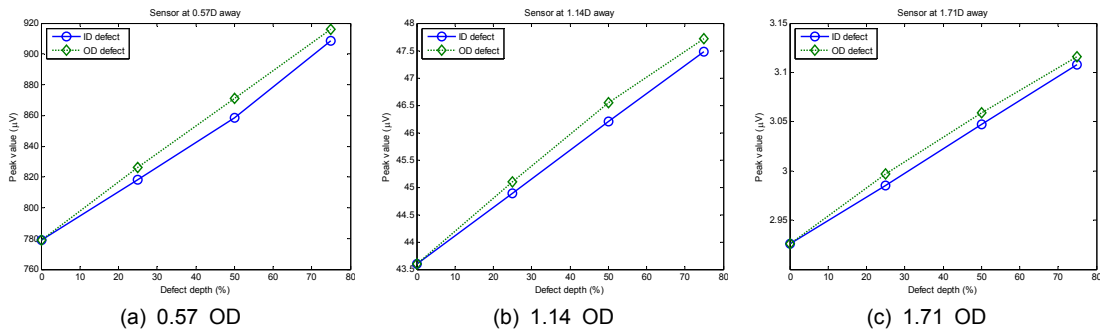 Sensor at 0.57D away
920
900
880
860
840
820
800
780
760
0 10 20 30 40 50 60 70 80
Peak value (μV)
Defect depth (%)
ID defect
OD defect
(a) 0.57 OD
Sensor at 1.14D away
48
47.5
47
46.5
46
45.5
45
44.5
44
43.5
0 10 20 30 40 50 60 70 80
Peak value (μV)
Defect depth (%)
ID defect
OD defect
(b) 1.14 OD
Sensor at 1.71D away
3.15
3.1
3.05
3
2.95
0 10 20 30 40 50 60 70 80
Peak value (μV)
Defect depth (%)
ID defect
OD defect
(c) 1.71 OD